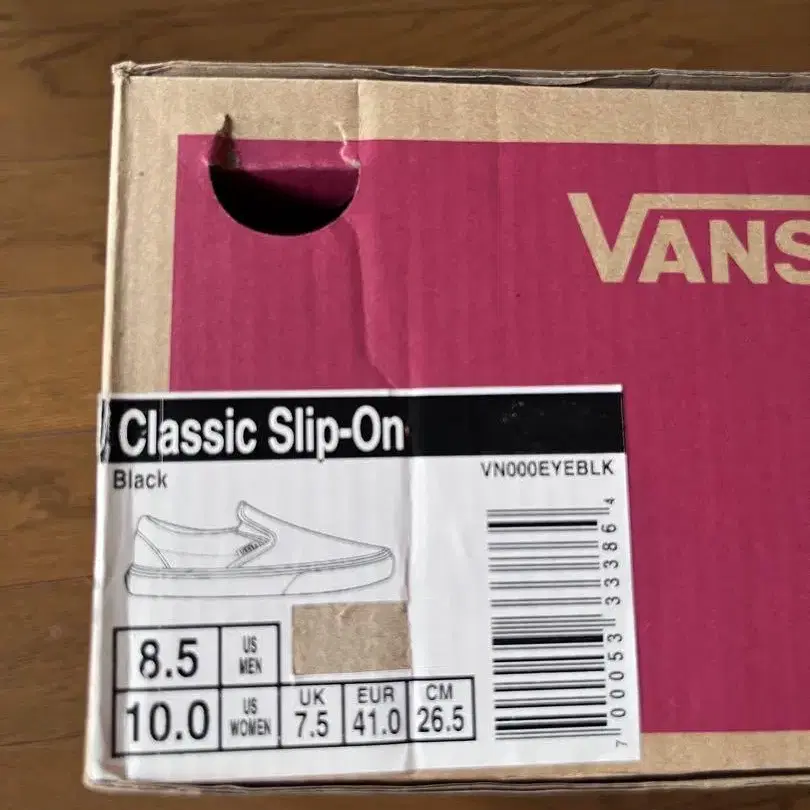 VANS
Classic Slip-On
Black
VN000EYEBLK
8.5 US MEN
10.0 US WOMEN
UK 7.5
EUR 41.0
CM 26.5
7 00053 33386 4